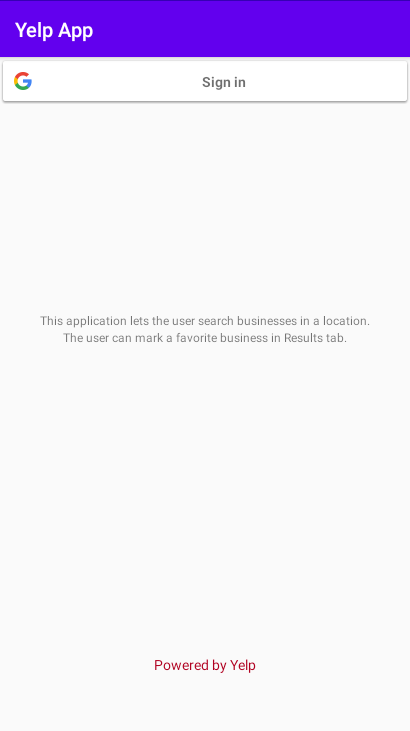 Yelp App
Sign in
This application lets the user search businesses in a location.
The user can mark a favorite business in Results tab.
Powered by Yelp